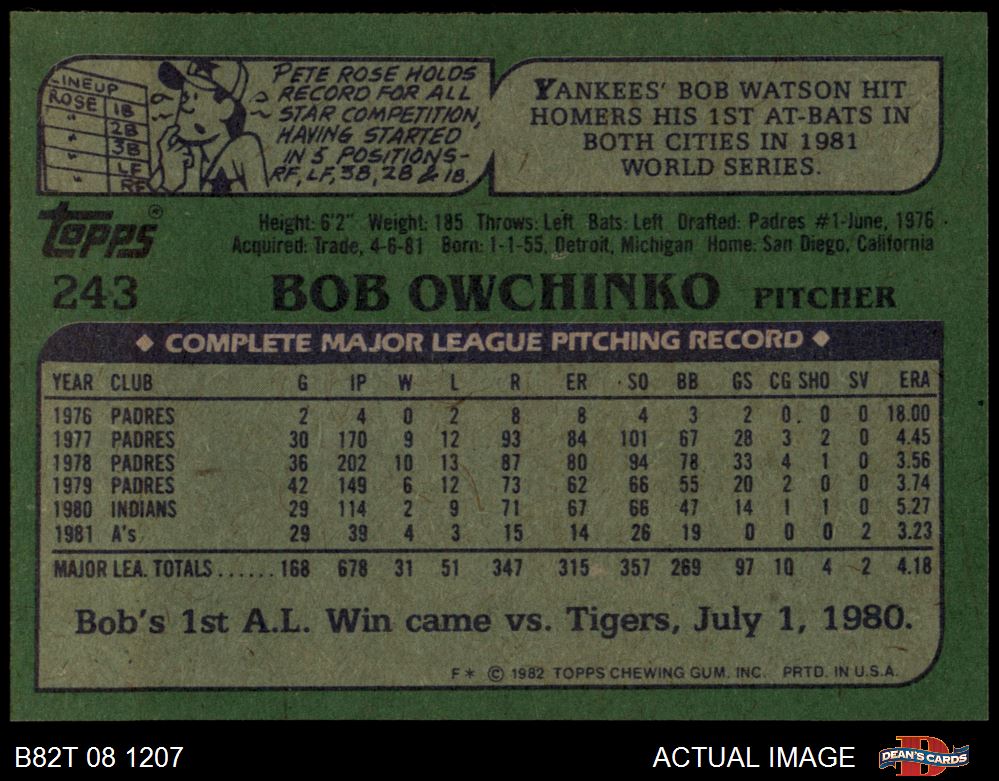 LINEUP
ROSE 1B
" 2B
" 3B
" LF
" RF
PETE ROSE HOLDS
RECORD FOR ALL
STAR COMPETITION,
HAVING STARTED
IN 5 POSITIONS-
RF, LF, 3B, 2B & 1B.
YANKEES' BOB WATSON HIT
HOMERS HIS 1ST AT-BATS IN
BOTH CITIES IN 1981
WORLD SERIES.
Topps®
Height: 6'2" Weight: 185 Throws: Left Bats: Left Drafted: Padres #1-June, 1976
Acquired: Trade, 4-6-81 Born: 1-1-55, Detroit, Michigan Home: San Diego, California
243 BOB OWCHINKO PITCHER
◆ COMPLETE MAJOR LEAGUE PITCHING RECORD ◆
YEAR CLUB G IP W L R ER SO BB GS CG SHO SV ERA
1976 PADRES 2 4 0 2 8 8 4 3 2 0 0 0 18.00
1977 PADRES 30 170 9 12 93 84 101 67 28 3 2 0 4.45
1978 PADRES 36 202 10 13 87 80 94 78 33 4 1 0 3.56
1979 PADRES 42 149 6 12 73 62 66 55 20 2 0 0 3.74
1980 INDIANS 29 114 2 9 71 67 66 47 14 1 1 0 5.27
1981 A's 29 39 4 3 15 14 26 19 0 0 0 2 3.23
MAJOR LEA. TOTALS...... 168 678 31 51 347 315 357 269 97 10 4 2 4.18
Bob's 1st A.L. Win came vs. Tigers, July 1, 1980.
F* © 1982 TOPPS CHEWING GUM, INC. PRTD. IN U.S.A.
B82T 08 1207 ACTUAL IMAGE DEAN'S CARDS